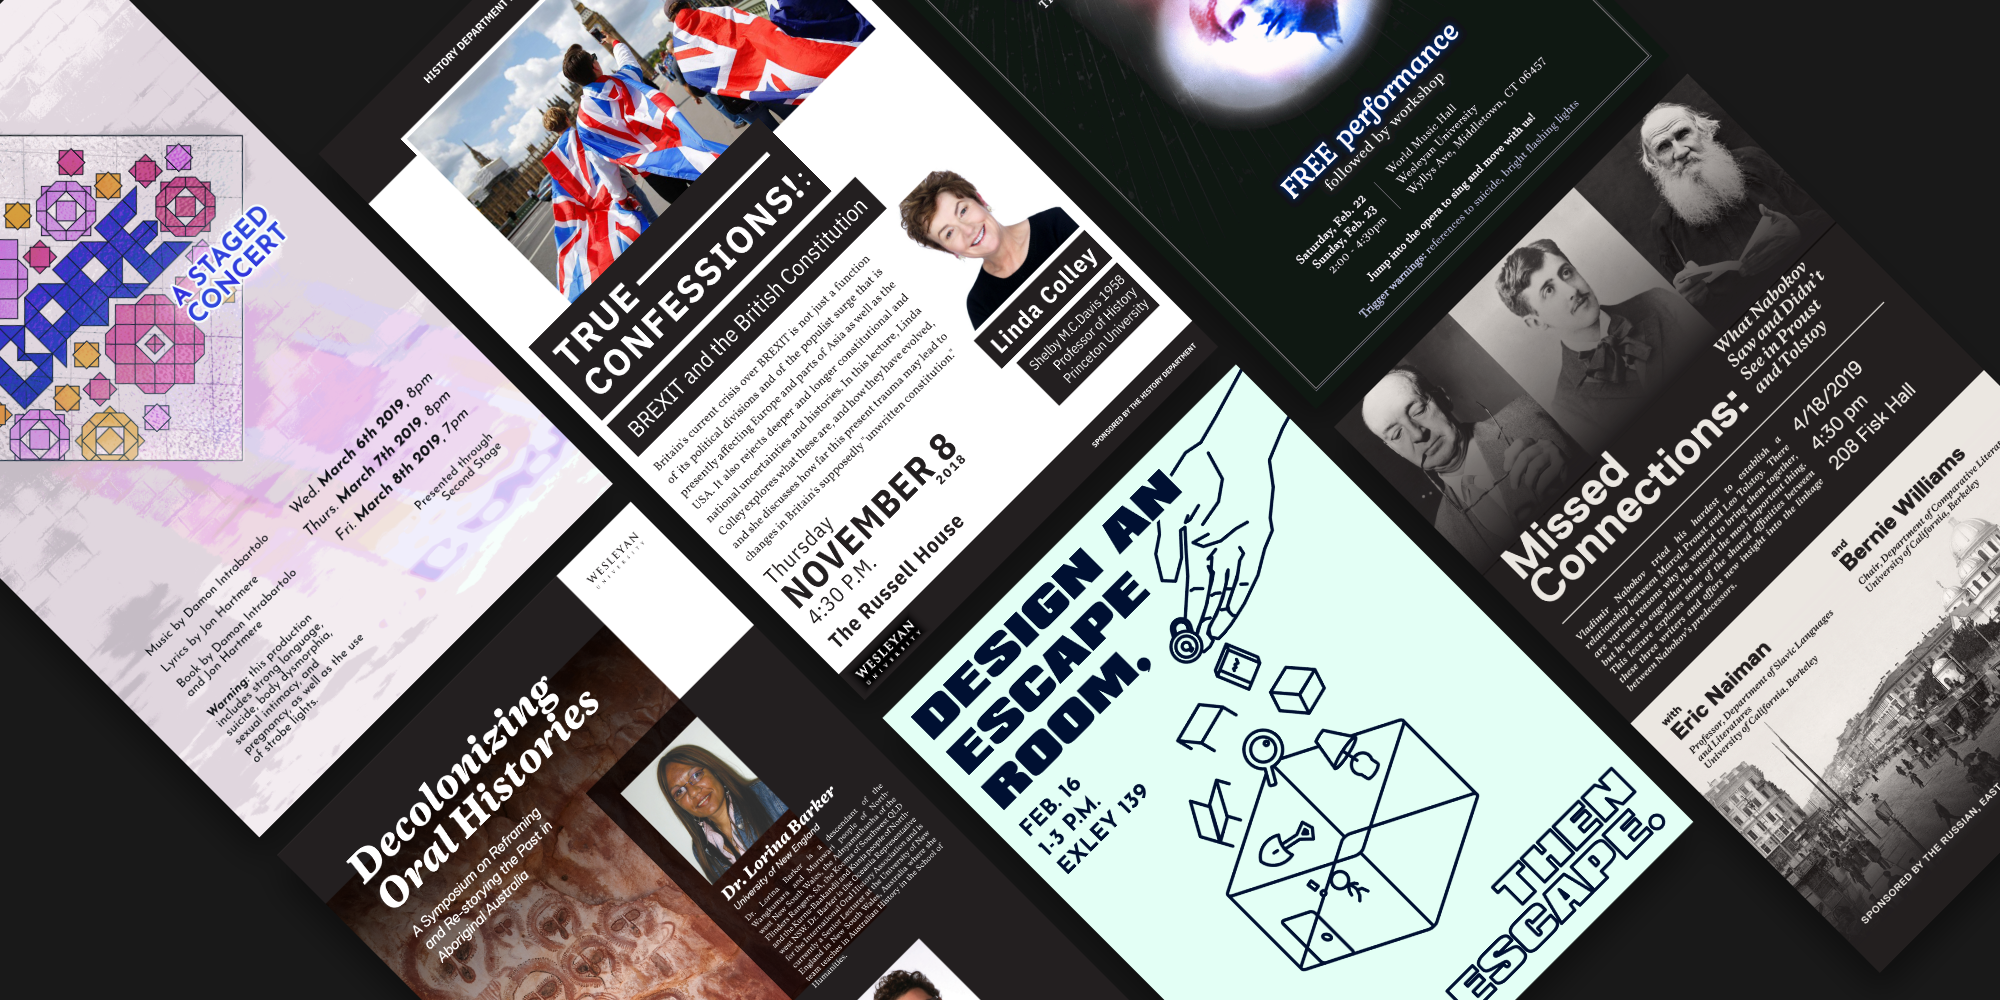 BARE
A STAGED
CONCERT
Wed. March 6th 2019, 8pm
Thurs. March 7th 2019, 8pm
Fri. March 8th 2019, 7pm
Presented through
Second Stage
Music by Damon Intrabartolo
Lyrics by Jon Hartmere
Book by Damon Intrabartolo
and Jon Hartmere
Warning: this production
includes strong language,
suicide, body dysmorphia,
sexual intimacy, and
pregnancy, as well as the use
of strobe lights.
HISTORY DEPARTMENT
TRUE
CONFESSIONS!:
BREXIT and the British Constitution
Britain's current crisis over BREXIT is not just a function
of its political divisions and of the populist surge that is
presently affecting Europe and parts of Asia as well as the
USA. It also rejects deeper and longer constitutional and
national uncertainties and histories. In this lecture, Linda
Colley explores what these are, and how they have evolved,
and she discusses how far this present trauma may lead to
changes in Britain's supposedly "unwritten constitution."
Linda Colley
Shelby M.C. Davis 1958
Professor of History
Princeton University
Thursday
NOVEMBER 8
2018
4:30 P.M.
The Russell House
SPONSORED BY THE HISTORY DEPARTMENT
WESLEYAN
UNIVERSITY
WESLEYAN
UNIVERSITY
Decolonizing
Oral Histories
A Symposium on Reframing
and Re-storying the Past in
Aboriginal Australia
Dr. Lorina Barker
University of New England
Dr. Lorina Barker is a descendant of the
Wangkumara and Muruwari people of North-
west New South Wales, the Adnyamathanha of the
Flinders Rangers, SA, the Kooma of Southwest QLD
and the Kurnu-Baakandji and Kunja people of North-
west NSW. Dr. Barker is the Oceania Representative
for the International Oral History Association and is
currently a Senior Lecturer at the University of New
England in New South Wales, Australia where she
team teaches in Australian History in the School of
Humanities.
FREE performance
followed by workshop
Saturday, Feb. 22
Sunday, Feb. 23
2:00 - 4:30pm
World Music Hall
Wesleyan University
Wyllys Ave, Middletown, CT 06457
Jump into the opera to sing and move with us!
Trigger warnings: references to suicide, bright flashing lights
DESIGN AN
ESCAPE
ROOM,
FEB. 16
1-3 P.M.
EXLEY 139
THEN
ESCAPE.
Missed
Connections:
What Nabokov
Saw and Didn't
See in Proust
and Tolstoy
4/18/2019
4:30 pm
208 Fisk Hall
Vladimir Nabokov tried his hardest to establish a
relationship between Marcel Proust and Leo Tolstoy. There
are various reasons why he wanted to bring them together,
but he was so eager that he missed the most important thing.
This lecture explores some of the shared affinities between
these three writers and offers new insight into the linkage
between Nabokov's predecessors.
with
Eric Naiman
Professor, Department of Slavic Languages
and Literatures
University of California, Berkeley
and
Bernie Williams
Chair, Department of Comparative Literat
University of California, Berkeley
SPONSORED BY THE RUSSIAN, EAST